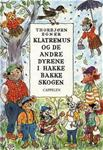 THORBJØRN
EGNER
KLATREMUS
OG DE
ANDRE
DYRENE
I HAKKE
BAKKE
SKOGEN
CAPPELEN